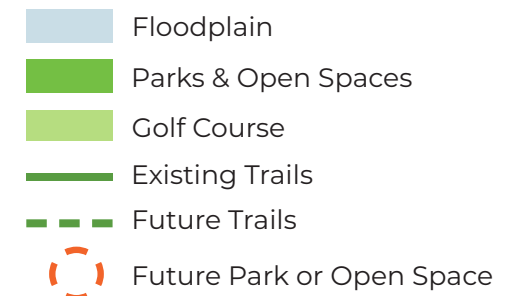 Floodplain
Parks & Open Spaces
Golf Course
Existing Trails
Future Trails
Future Park or Open Space